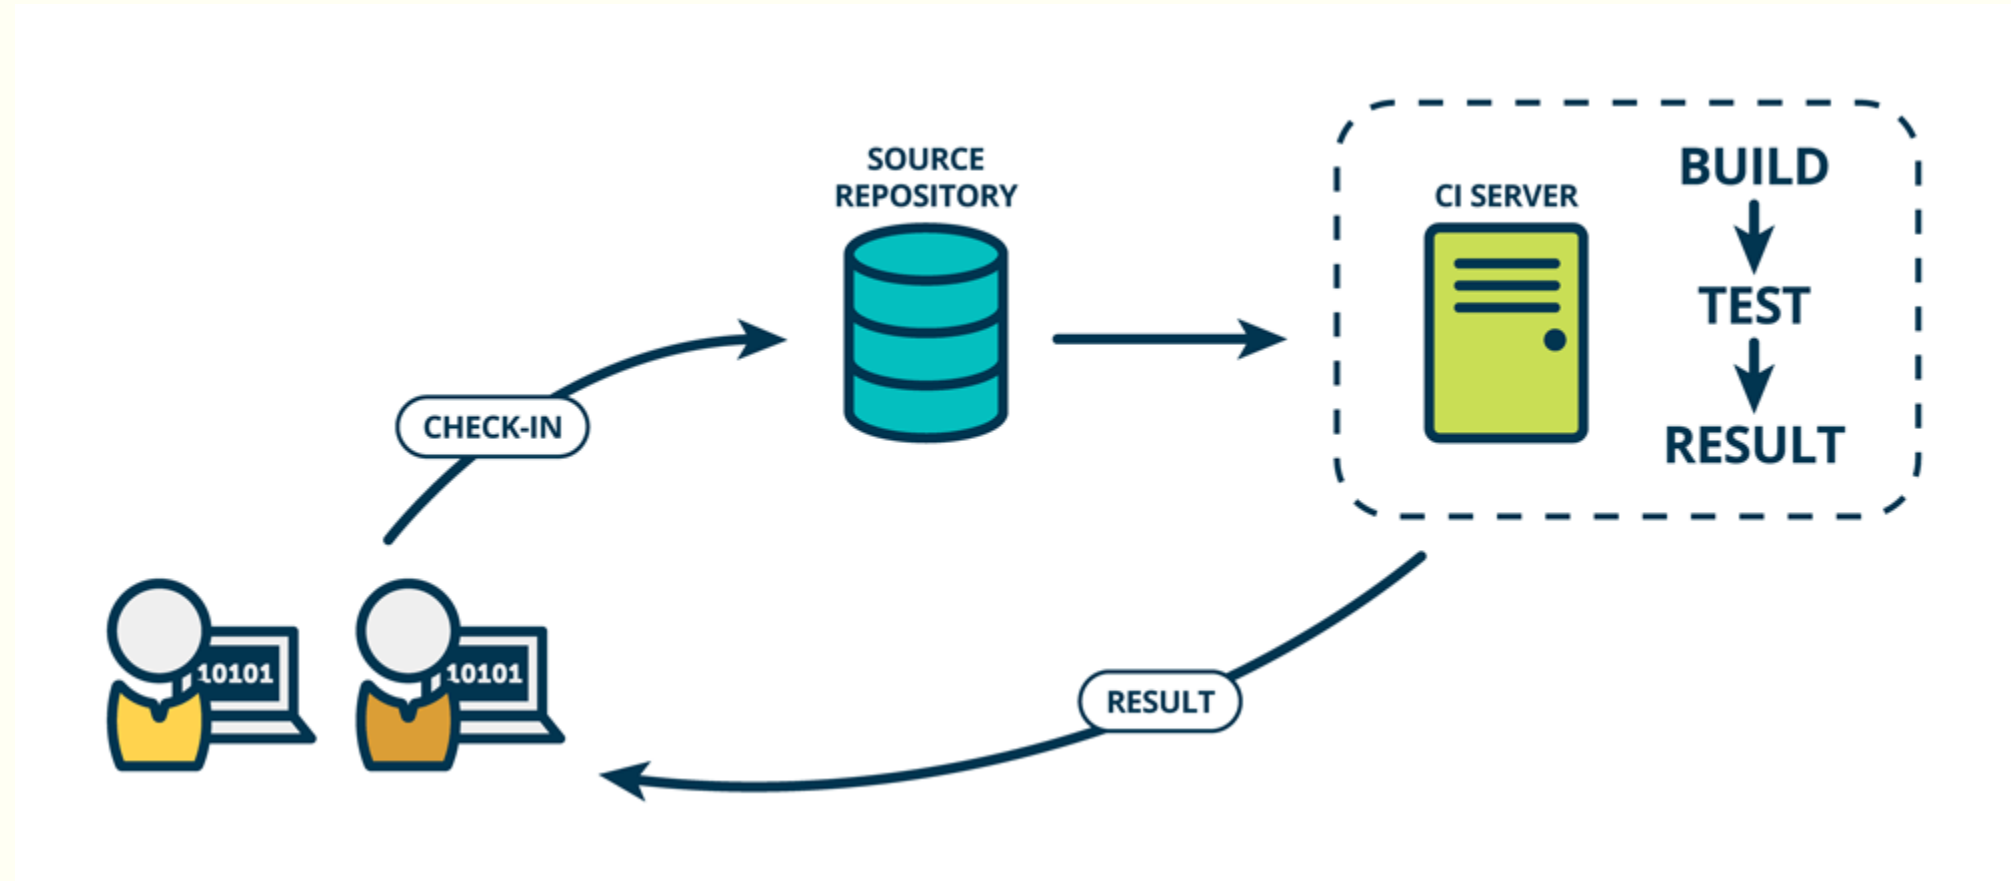 SOURCE
REPOSITORY
CI SERVER
BUILD
TEST
RESULT
CHECK-IN
10101
10101
RESULT